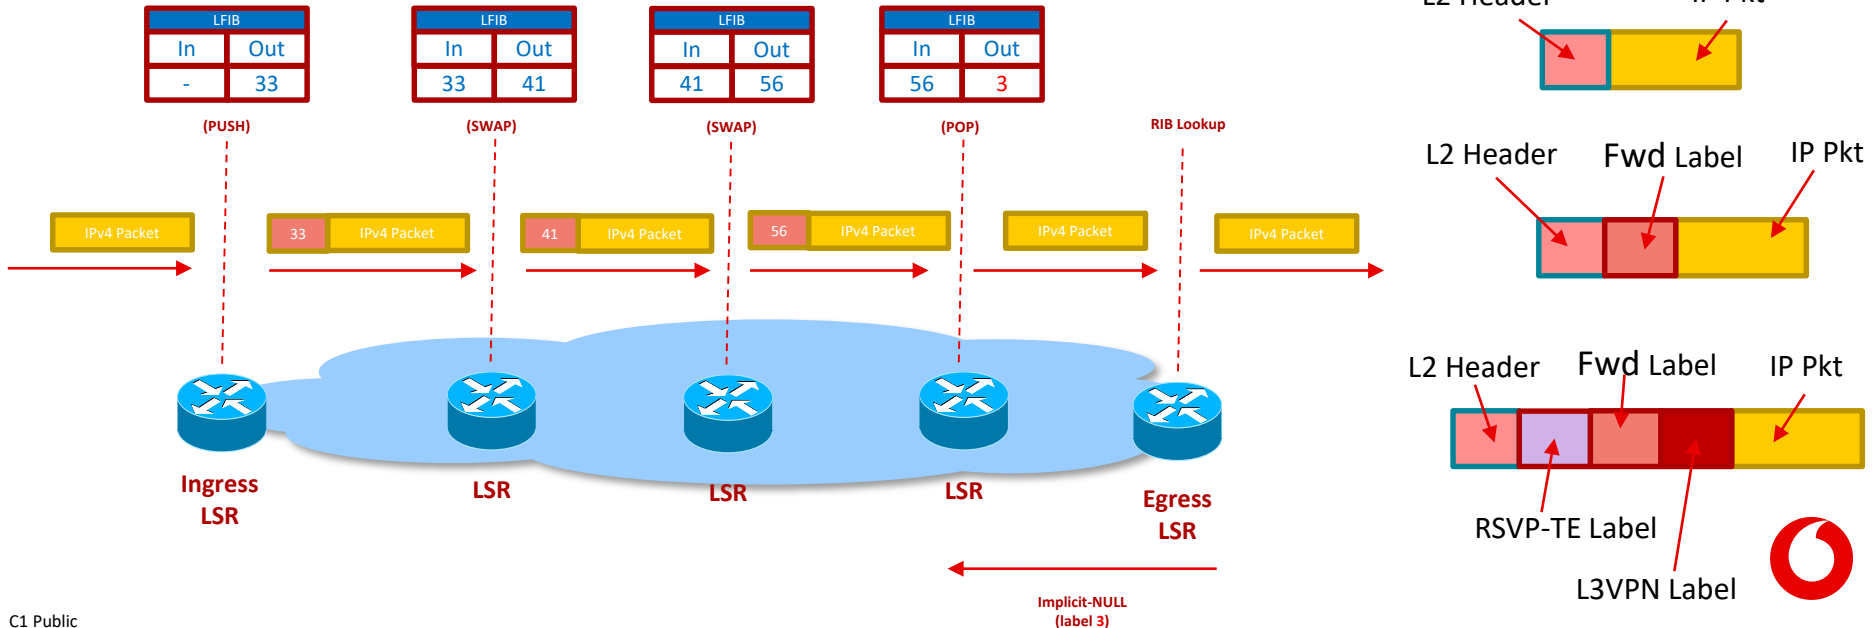 LFIB
In Out
- 33
(PUSH)
LFIB
In Out
33 41
(SWAP)
LFIB
In Out
41 56
(SWAP)
LFIB
In Out
56 3
(POP)
RIB Lookup
IPv4 Packet
33 IPv4 Packet
41 IPv4 Packet
56 IPv4 Packet
IPv4 Packet
IPv4 Packet
Ingress
LSR
LSR
LSR
LSR
Egress
LSR
Implicit-NULL
(label 3)
L2 Header IP Pkt
L2 Header Fwd Label IP Pkt
L2 Header Fwd Label IP Pkt
RSVP-TE Label
L3VPN Label
C1 Public